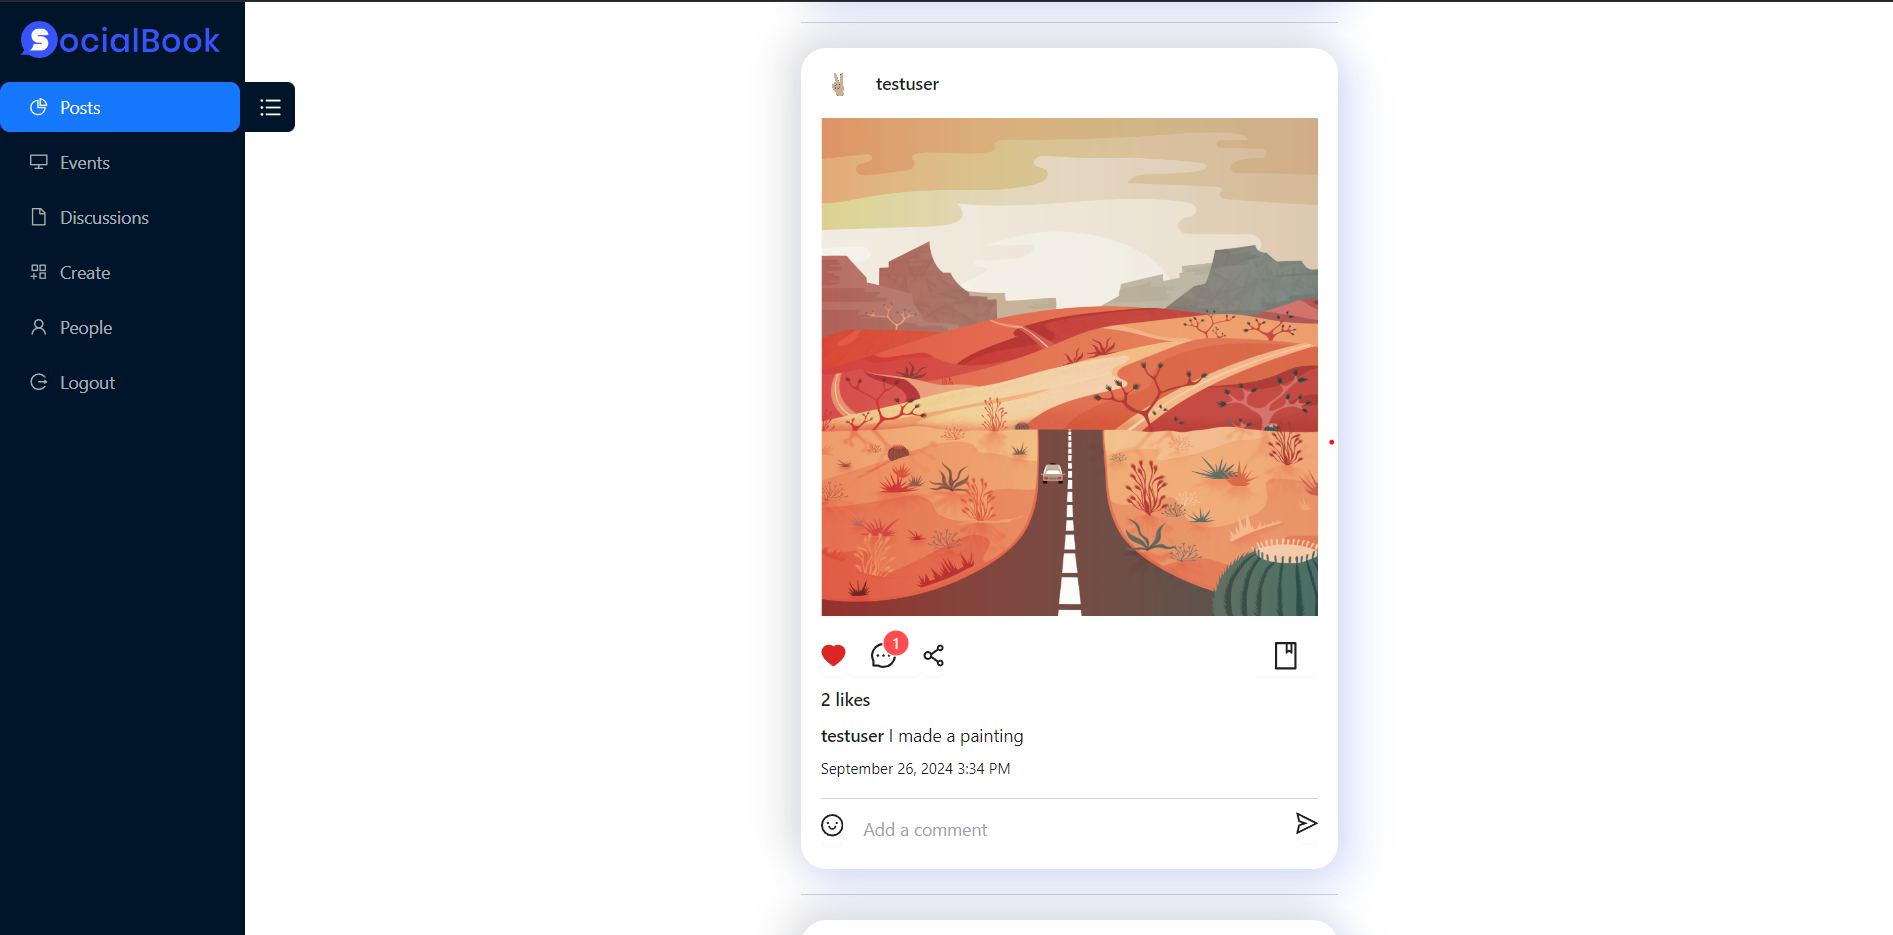 SocialBook
Posts
Events
Discussions
Create
People
Logout
testuser
1
2 likes
testuser I made a painting
September 26, 2024 3:34 PM
Add a comment